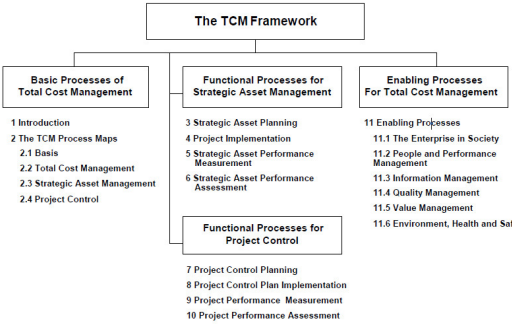 The TCM Framework
Basic Processes of
Total Cost Management
1 Introduction
2 The TCM Process Maps
2.1 Basis
2.2 Total Cost Management
2.3 Strategic Asset Management
2.4 Project Control
Functional Processes for
Strategic Asset Management
3 Strategic Asset Planning
4 Project Implementation
5 Strategic Asset Performance
Measurement
6 Strategic Asset Performance
Assessment
Functional Processes for
Project Control
7 Project Control Planning
8 Project Control Plan Implementation
9 Project Performance Measurement
10 Project Performance Assessment
Enabling Processes
For Total Cost Management
11 Enabling Processes
11.1 The Enterprise in Society
11.2 People and Performance
Management
11.3 Information Management
11.4 Quality Management
11.5 Value Management
11.6 Environment, Health and Saf